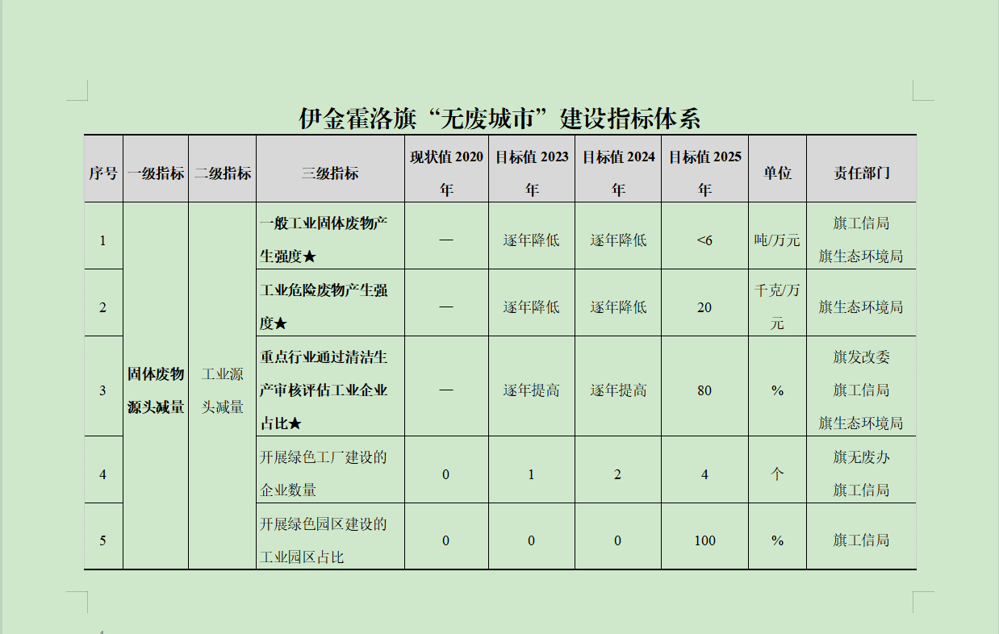 伊金霍洛旗“无废城市”建设指标体系
序号 一级指标 二级指标 三级指标 现状值 2020 年 目标值 2023 年 目标值 2024 年 目标值 2025 年 单位 责任部门
固体废物
源头减量
工业源
头减量
1
一般工业固体废物产
生强度★
—
逐年降低
逐年降低
<6
吨/万元
旗工信局
旗生态环境局
2
工业危险废物产生强
度★
—
逐年降低
逐年降低
20
千克/万
元
旗生态环境局
3
重点行业通过清洁生
产审核评估工业企业
占比★
—
逐年提高
逐年提高
80
%
旗发改委
旗工信局
旗生态环境局
4
开展绿色工厂建设的
企业数量
0
1
2
4
个
旗无废办
旗工信局
5
开展绿色园区建设的
工业园区占比
0
0
0
100
%
旗工信局